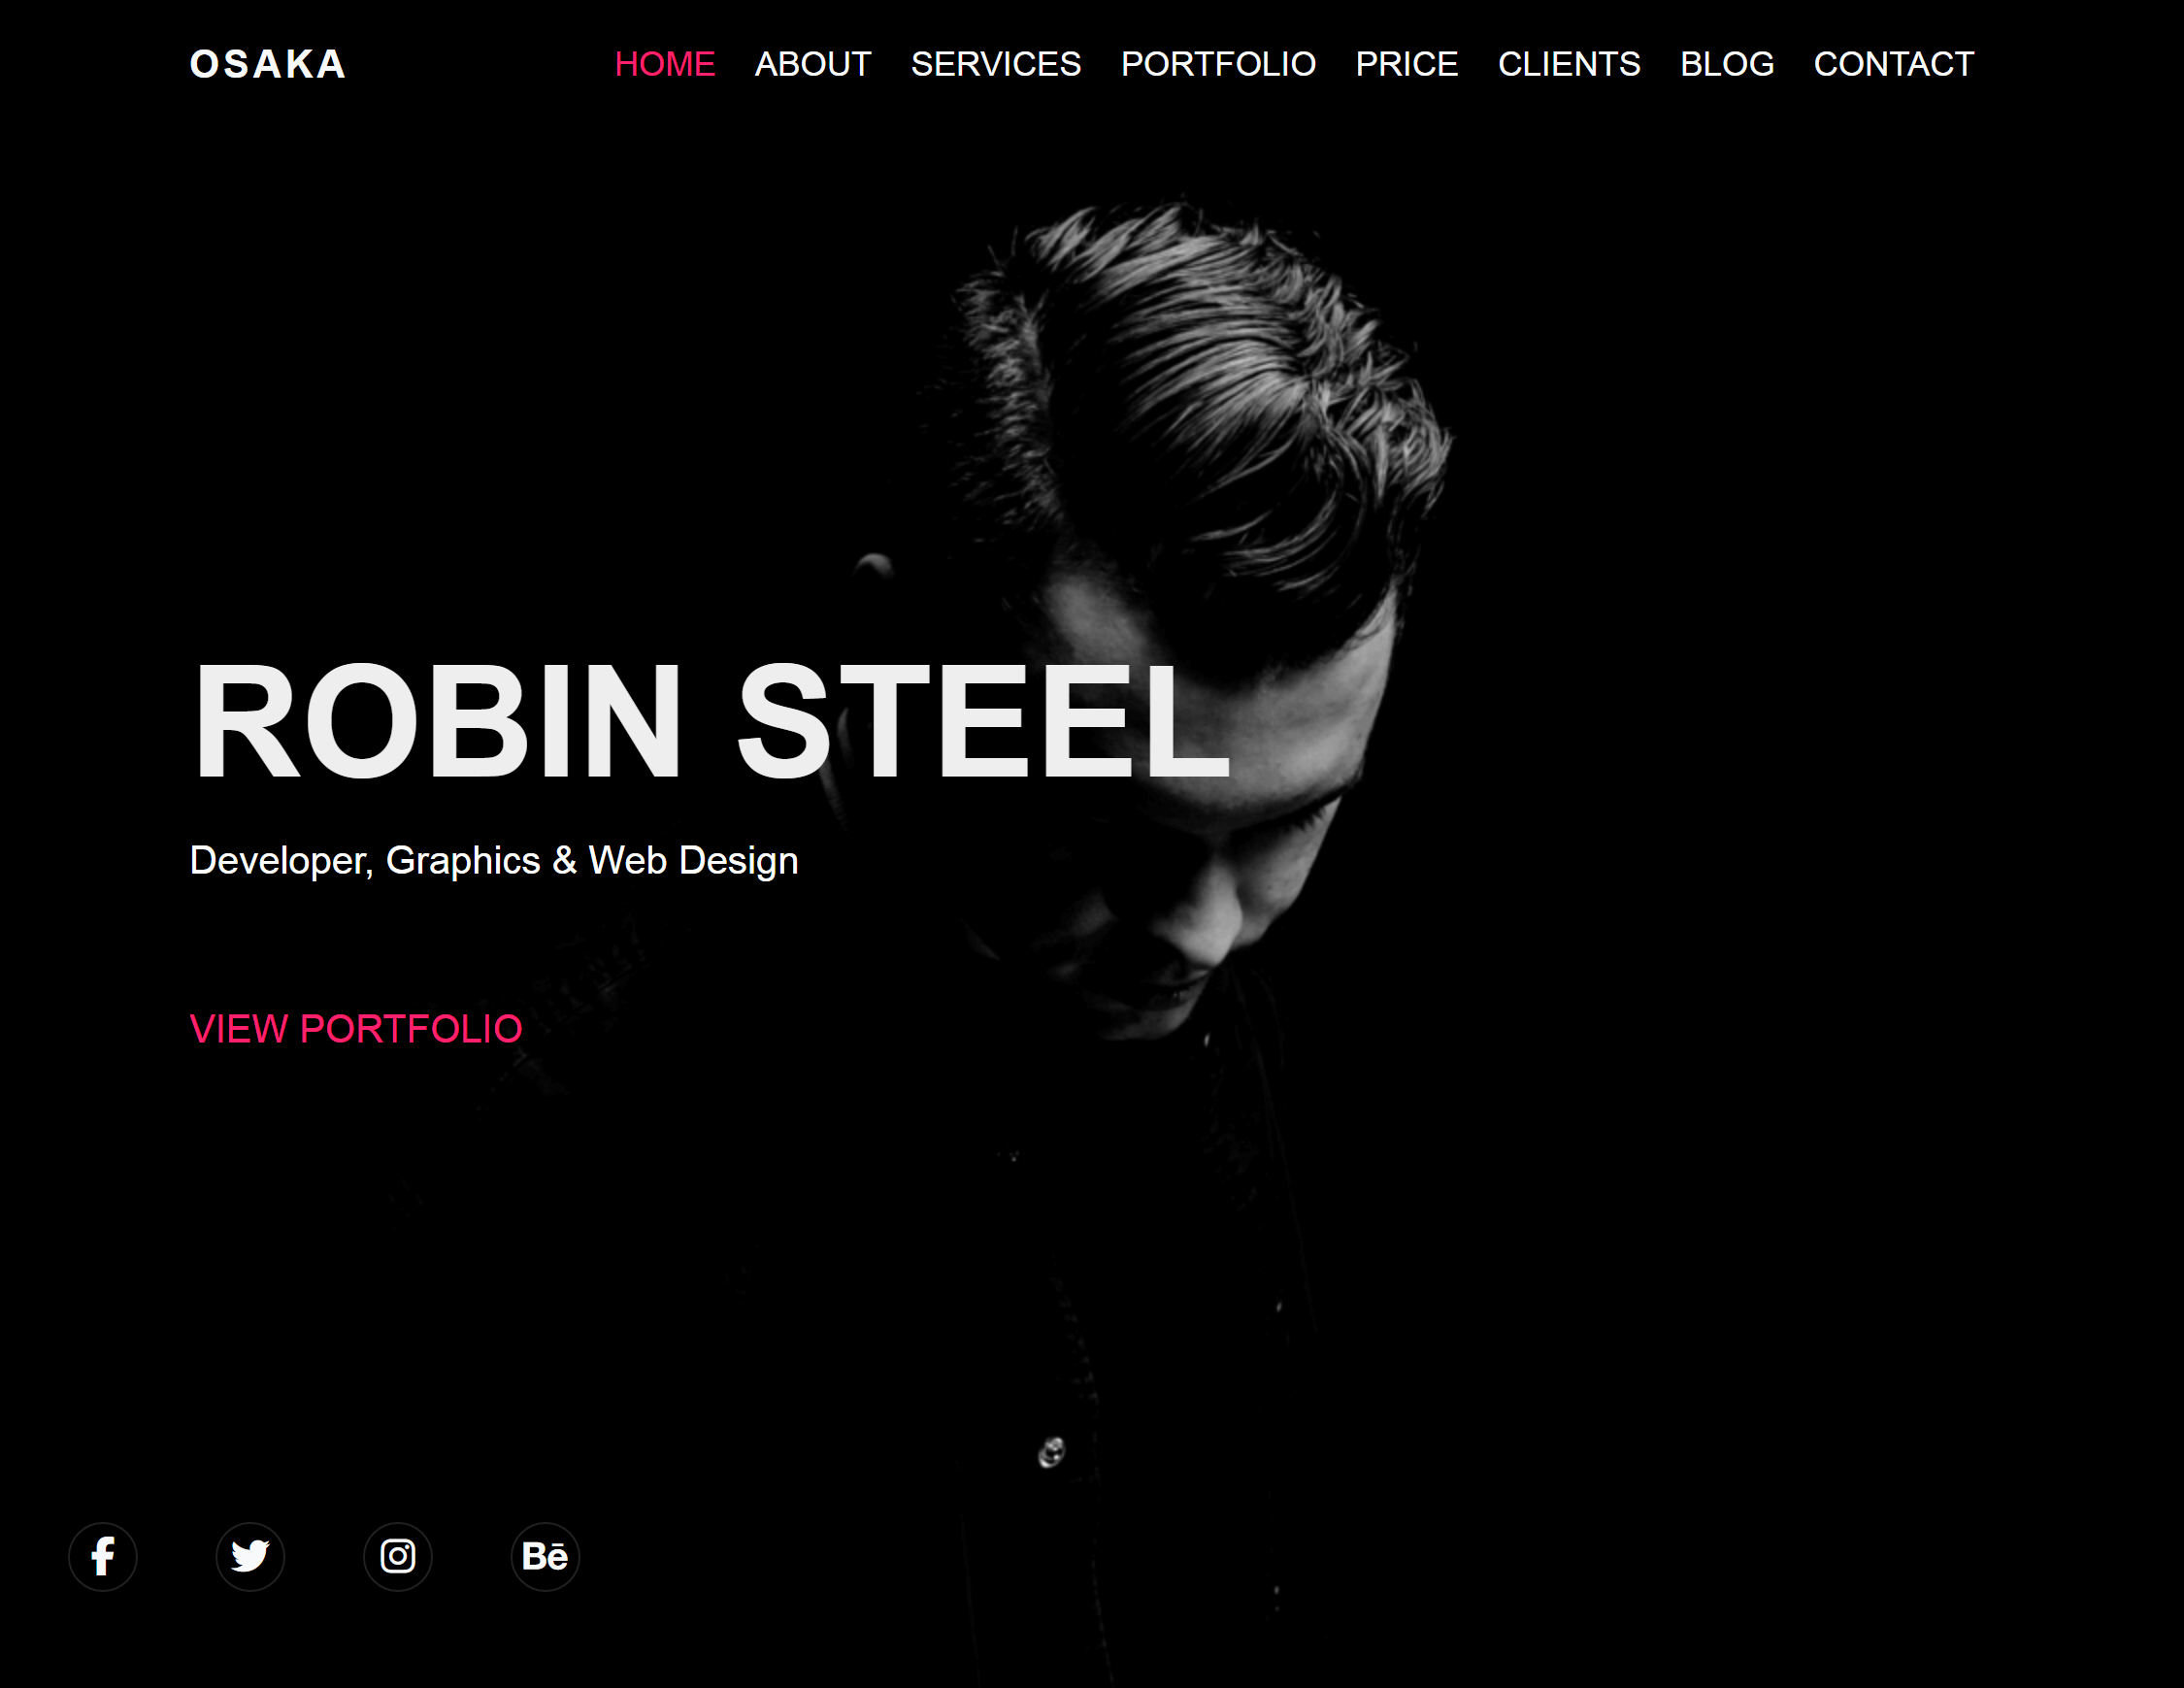 OSAKA HOME ABOUT SERVICES PORTFOLIO PRICE CLIENTS BLOG CONTACT
ROBIN STEEL
Developer, Graphics & Web Design
VIEW PORTFOLIO
Bē